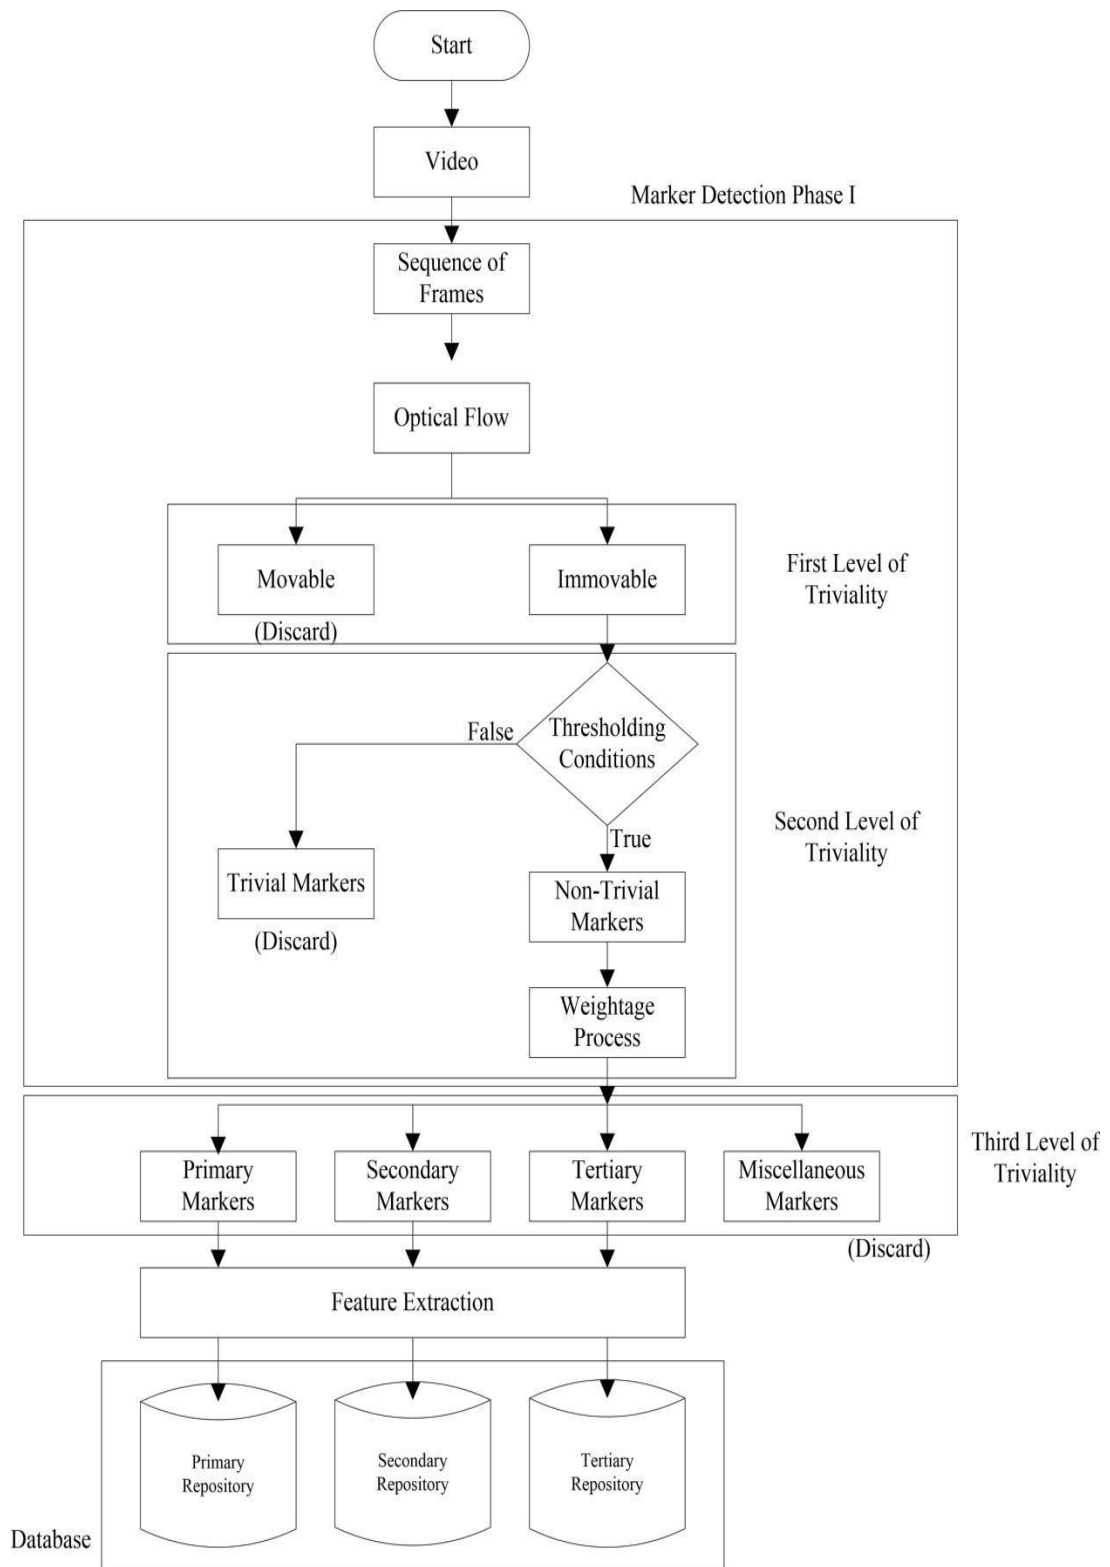 Start
Video
Marker Detection Phase I
Sequence of
Frames
Optical Flow
Movable
(Discard)
Immovable
First Level of
Triviality
Thresholding
Conditions
False
True
Second Level of
Triviality
Trivial Markers
(Discard)
Non-Trivial
Markers
Weightage
Process
Third Level of
Triviality
Primary
Markers
Secondary
Markers
Tertiary
Markers
Miscellaneous
Markers
(Discard)
Feature Extraction
Primary
Repository
Secondary
Repository
Tertiary
Repository
Database